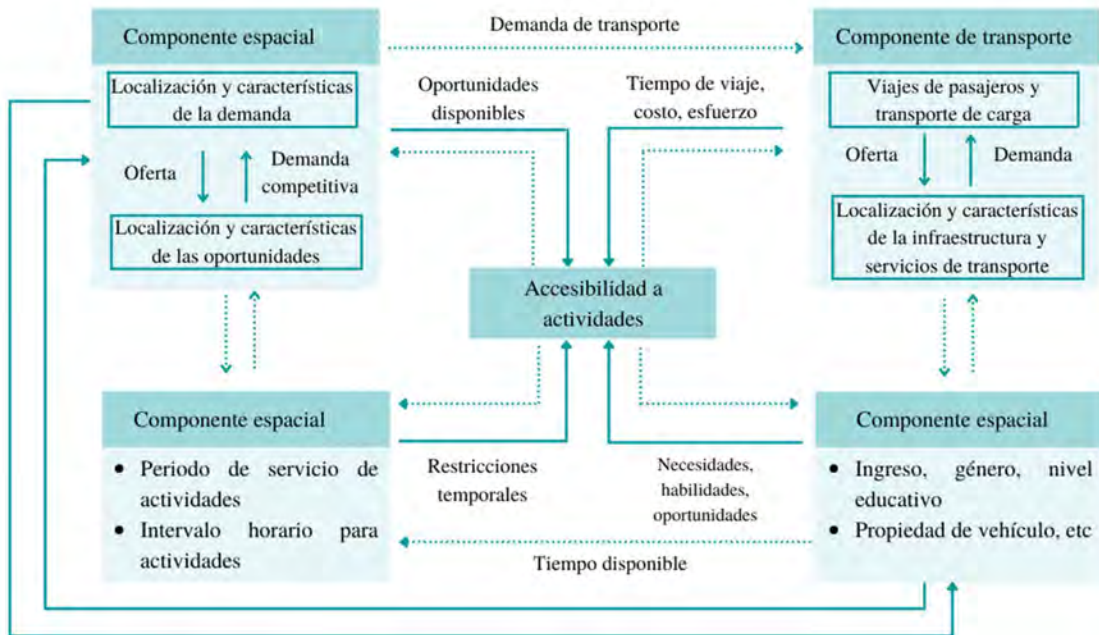 Demanda de transporte
Componente espacial
Localización y características
de la demanda
Oferta
Demanda
competitiva
Localización y características
de las oportunidades
Oportunidades
disponibles
Tiempo de viaje,
costo, esfuerzo
Componente de transporte
Viajes de pasajeros y
transporte de carga
Oferta
Demanda
Localización y características
de la infraestructura y
servicios de transporte
Accesibilidad a
actividades
Componente espacial
• Periodo de servicio de
actividades
• Intervalo horario para
actividades
Restricciones
temporales
Necesidades,
habilidades,
oportunidades
Tiempo disponible
Componente espacial
• Ingreso, género, nivel
educativo
• Propiedad de vehículo, etc